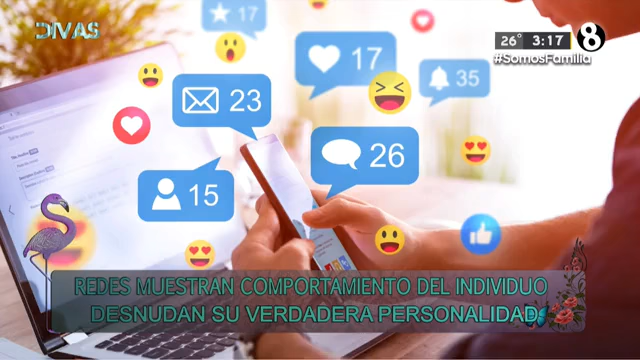 DIVAS
17
26° 3:17 8
#SomosFamilia
17
35
23
26
15
REDES MUESTRAN COMPORTAMIENTO DEL INDIVIDUO
DESNUDAN SU VERDADERA PERSONALIDAD